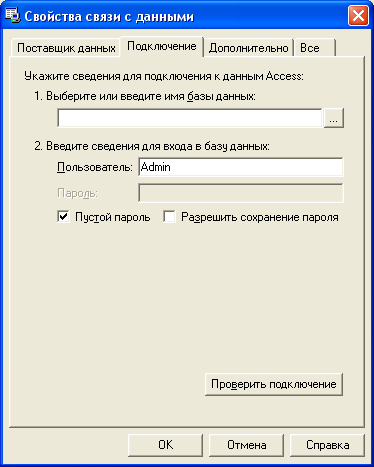 Свойства связи с данными
Поставщик данных Подключение Дополнительно Все
Укажите сведения для подключения к данным Access:
1. Выберите или введите имя базы данных:
...
2. Введите сведения для входа в базу данных:
Пользователь: Admin
Пароль:
Пустой пароль Разрешить сохранение пароля
Проверить подключение
OK Отмена Справка